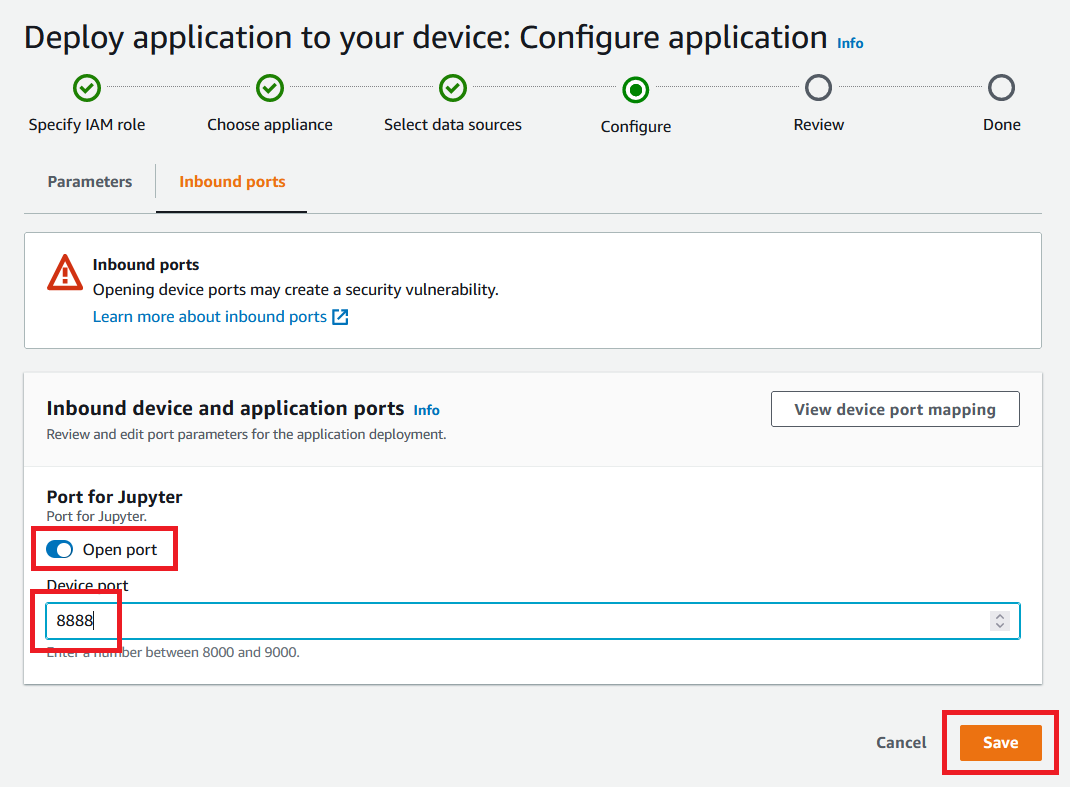 Deploy application to your device: Configure application Info
Specify IAM role Choose appliance Select data sources Configure Review Done
Parameters Inbound ports
Inbound ports
Opening device ports may create a security vulnerability.
Learn more about inbound ports
Inbound device and application ports Info
View device port mapping
Review and edit port parameters for the application deployment.
Port for Jupyter
Port for Jupyter.
Open port
Device port
8888
Enter a number between 8000 and 9000.
Cancel Save